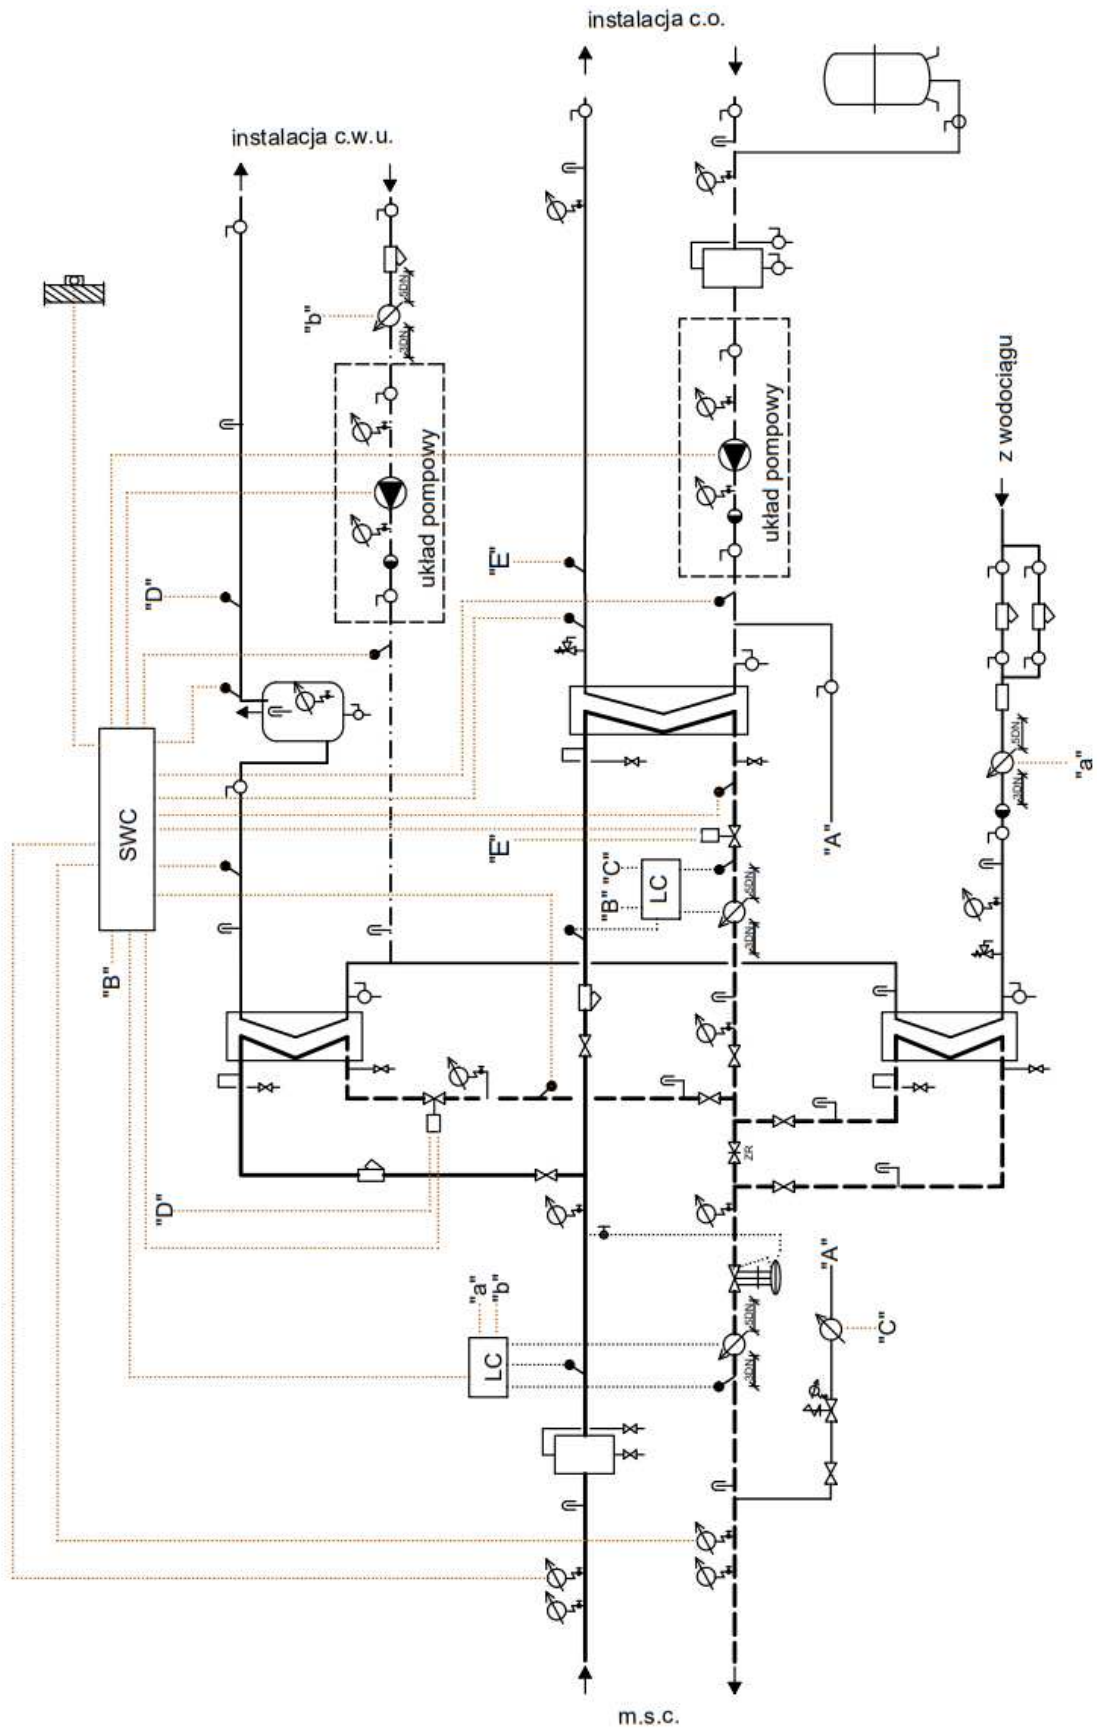 instalacja c.o.
instalacja c.w.u.
"b"
5DN
3DN
układ pompowy
układ pompowy
z wodociągu
"D"
"E"
SWC
"E"
"A"
5DN
3DN
"a"
"B"
"C"
LC
5DN
3DN
"B"
ZR
"D"
"a"
"b"
LC
"A"
"C"
5DN
3DN
m.s.c.